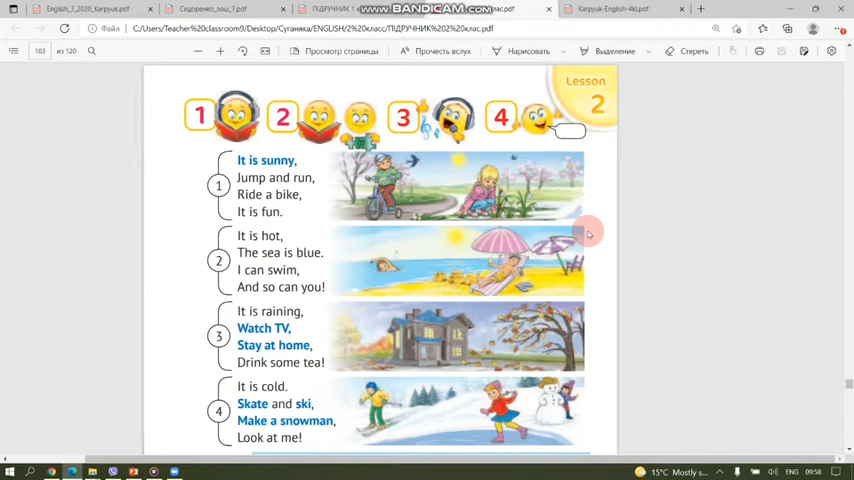 English_3_2020_Karpyuk.pdf
Сидоренко_зош_7.pdf
ПІДРУЧНИК
клас.pdf
Karpyuk-English-4kl.pdf
www.BANDICAM.com
Файл
C:/Users/Teacher%20classroom9/Desktop/Суганяка/ENGLISH/2%20класс/ПІДРУЧНИК%202%20клас.pdf
103 из 120
Просмотр страницы
Прочесть вслух
Нарисовать
Выделение
Стереть
Lesson
2
1
2
3
4
1
It is sunny,
Jump and run,
Ride a bike,
It is fun.
2
It is hot,
The sea is blue.
I can swim,
And so can you!
3
It is raining,
Watch TV,
Stay at home,
Drink some tea!
4
It is cold.
Skate and ski,
Make a snowman,
Look at me!
15°C Mostly s...
ENG
09:58